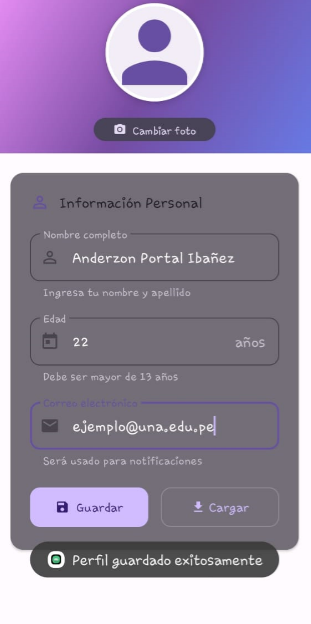 Cambiar foto
Información Personal
Nombre completo
Anderzon Portal Ibañez
Ingresa tu nombre y apellido
Edad
22 años
Debe ser mayor de 13 años
Correo electrónico
ejemplo@una.edu.pe
Será usado para notificaciones
Guardar
Cargar
Perfil guardado exitosamente